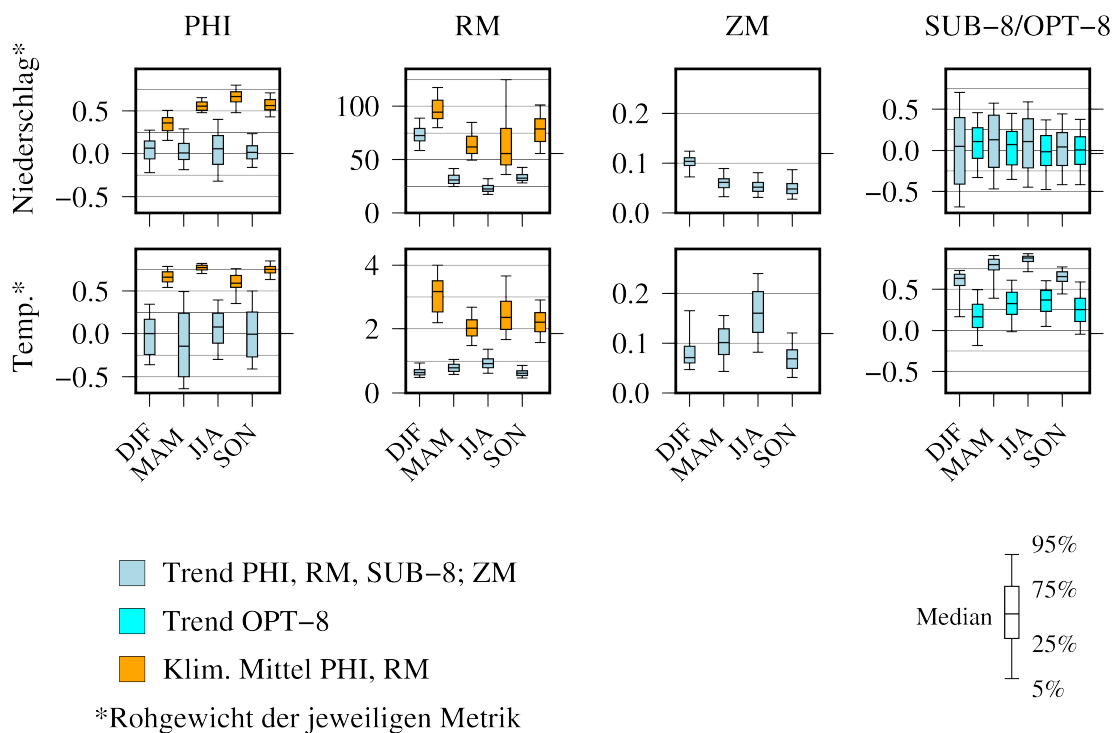 PHI RM ZM SUB−8/OPT−8
Niederschlag*
0.5
0.0
−0.5
100
50
0
0.2
0.1
0.0
0.5
0.0
−0.5
Temp.*
0.5
0.0
−0.5
4
2
0
0.2
0.1
0.0
0.5
0.0
−0.5
DJF MAM JJA SON
DJF MAM JJA SON
DJF MAM JJA SON
DJF MAM JJA SON
Trend PHI, RM, SUB−8; ZM
Trend OPT−8
Klim. Mittel PHI, RM
*Rohgewicht der jeweiligen Metrik
95%
75%
Median
25%
5%